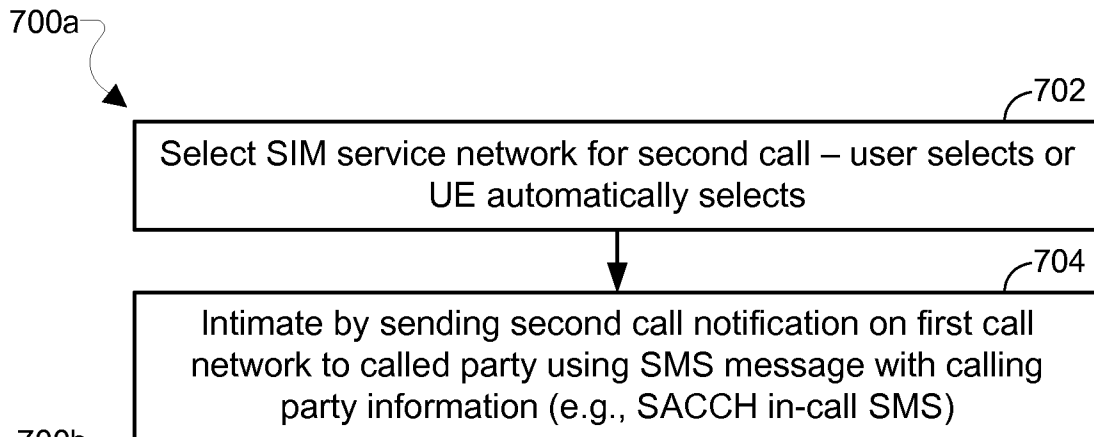 700a
702
Select SIM service network for second call – user selects or
UE automatically selects
704
Intimate by sending second call notification on first call
network to called party using SMS message with calling
party information (e.g., SACCH in-call SMS)
700b